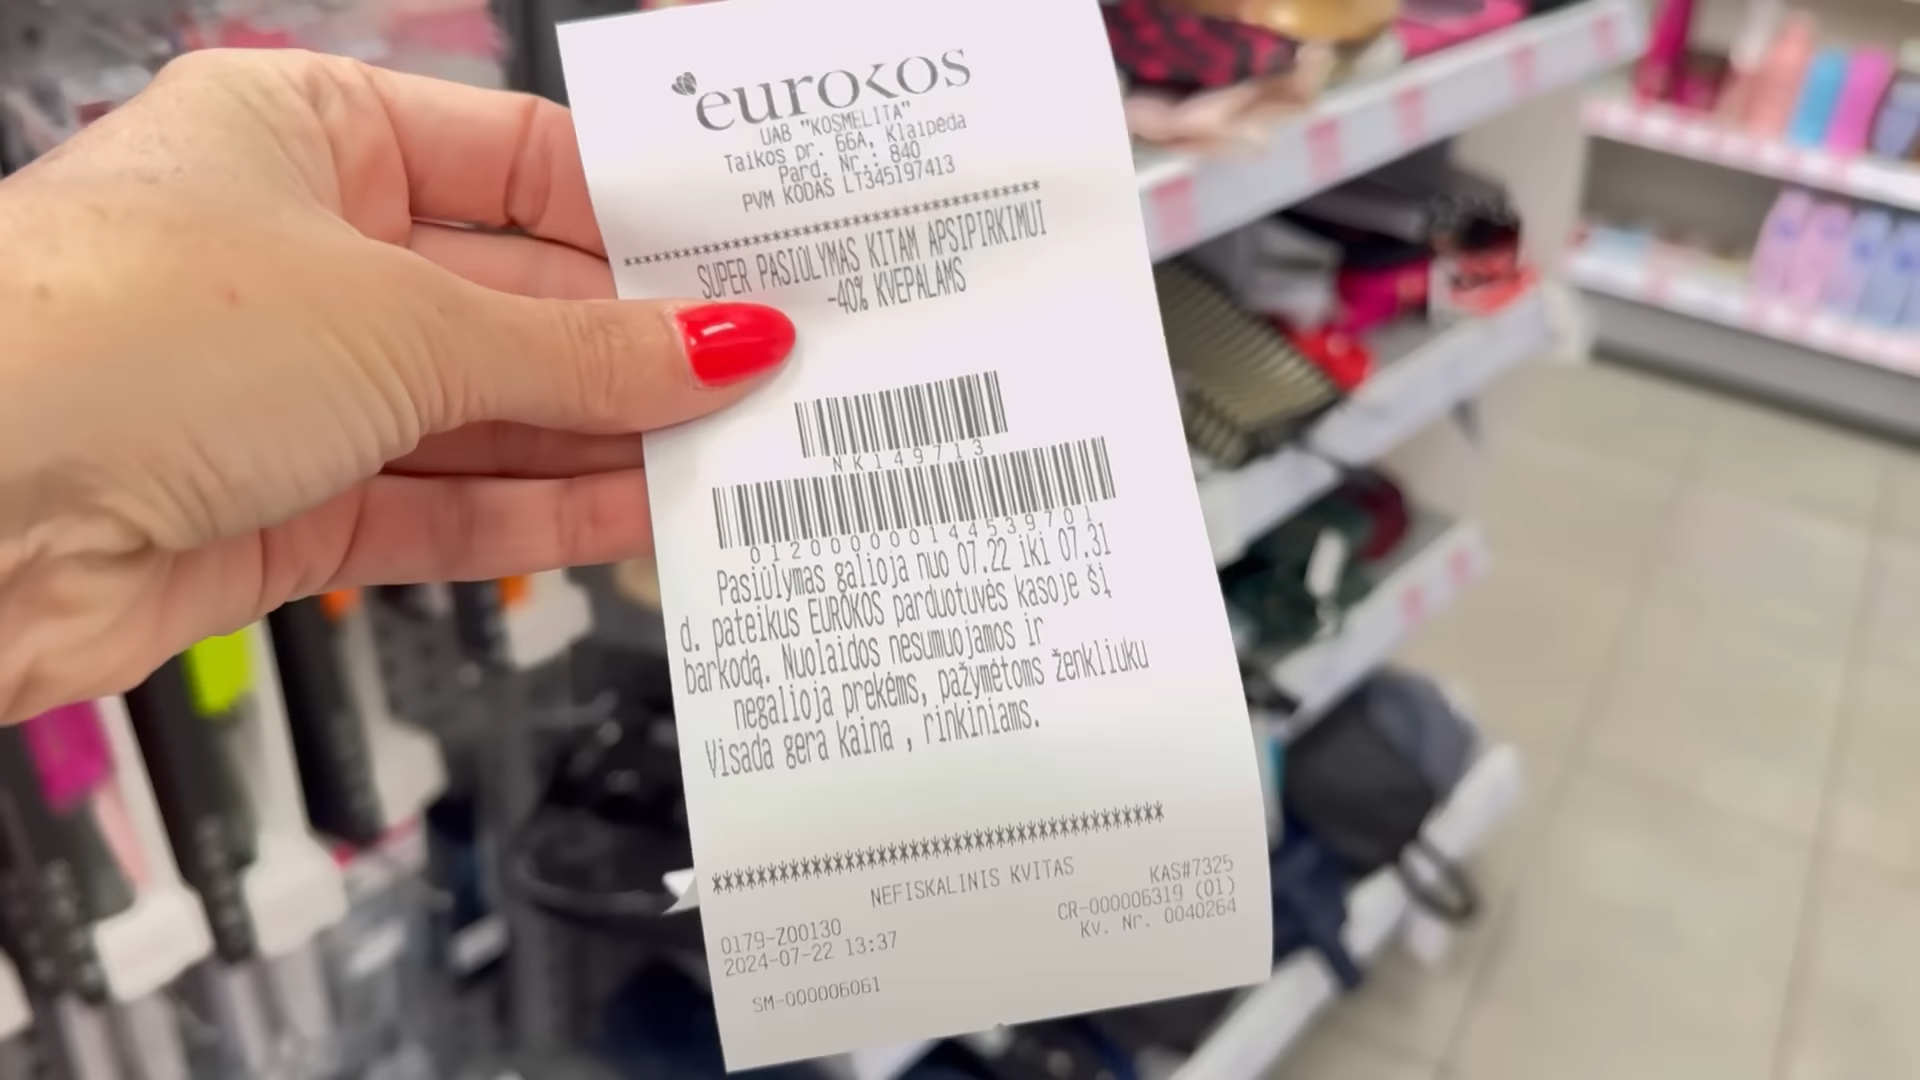 eurokos
UAB "KOSMELITA"
Taikos pr. 66A, Klaipėda
Pard. Nr.: 840
PVM KODAS LT345197413
****************************************
SUPER PASIŪLYMAS KITAM APSIPIRKIMUI
-40% KVEPALAMS
NK149713
012000000144539701
Pasiūlymas galioja nuo 07.22 iki 07.31
d. pateikus EUROKOS parduotuvės kasoje šį
barkodą. Nuolaidos nesumuojamos ir
negalioja prekėms, pažymėtoms ženkliuku
Visada gera kaina , rinkiniams.
****************************************
NEFISKALINIS KVITAS
KAS#7325
0179-Z00130 CR-000006319 (01)
2024-07-22 13:37 Kv. Nr. 0040264
SM-000006061